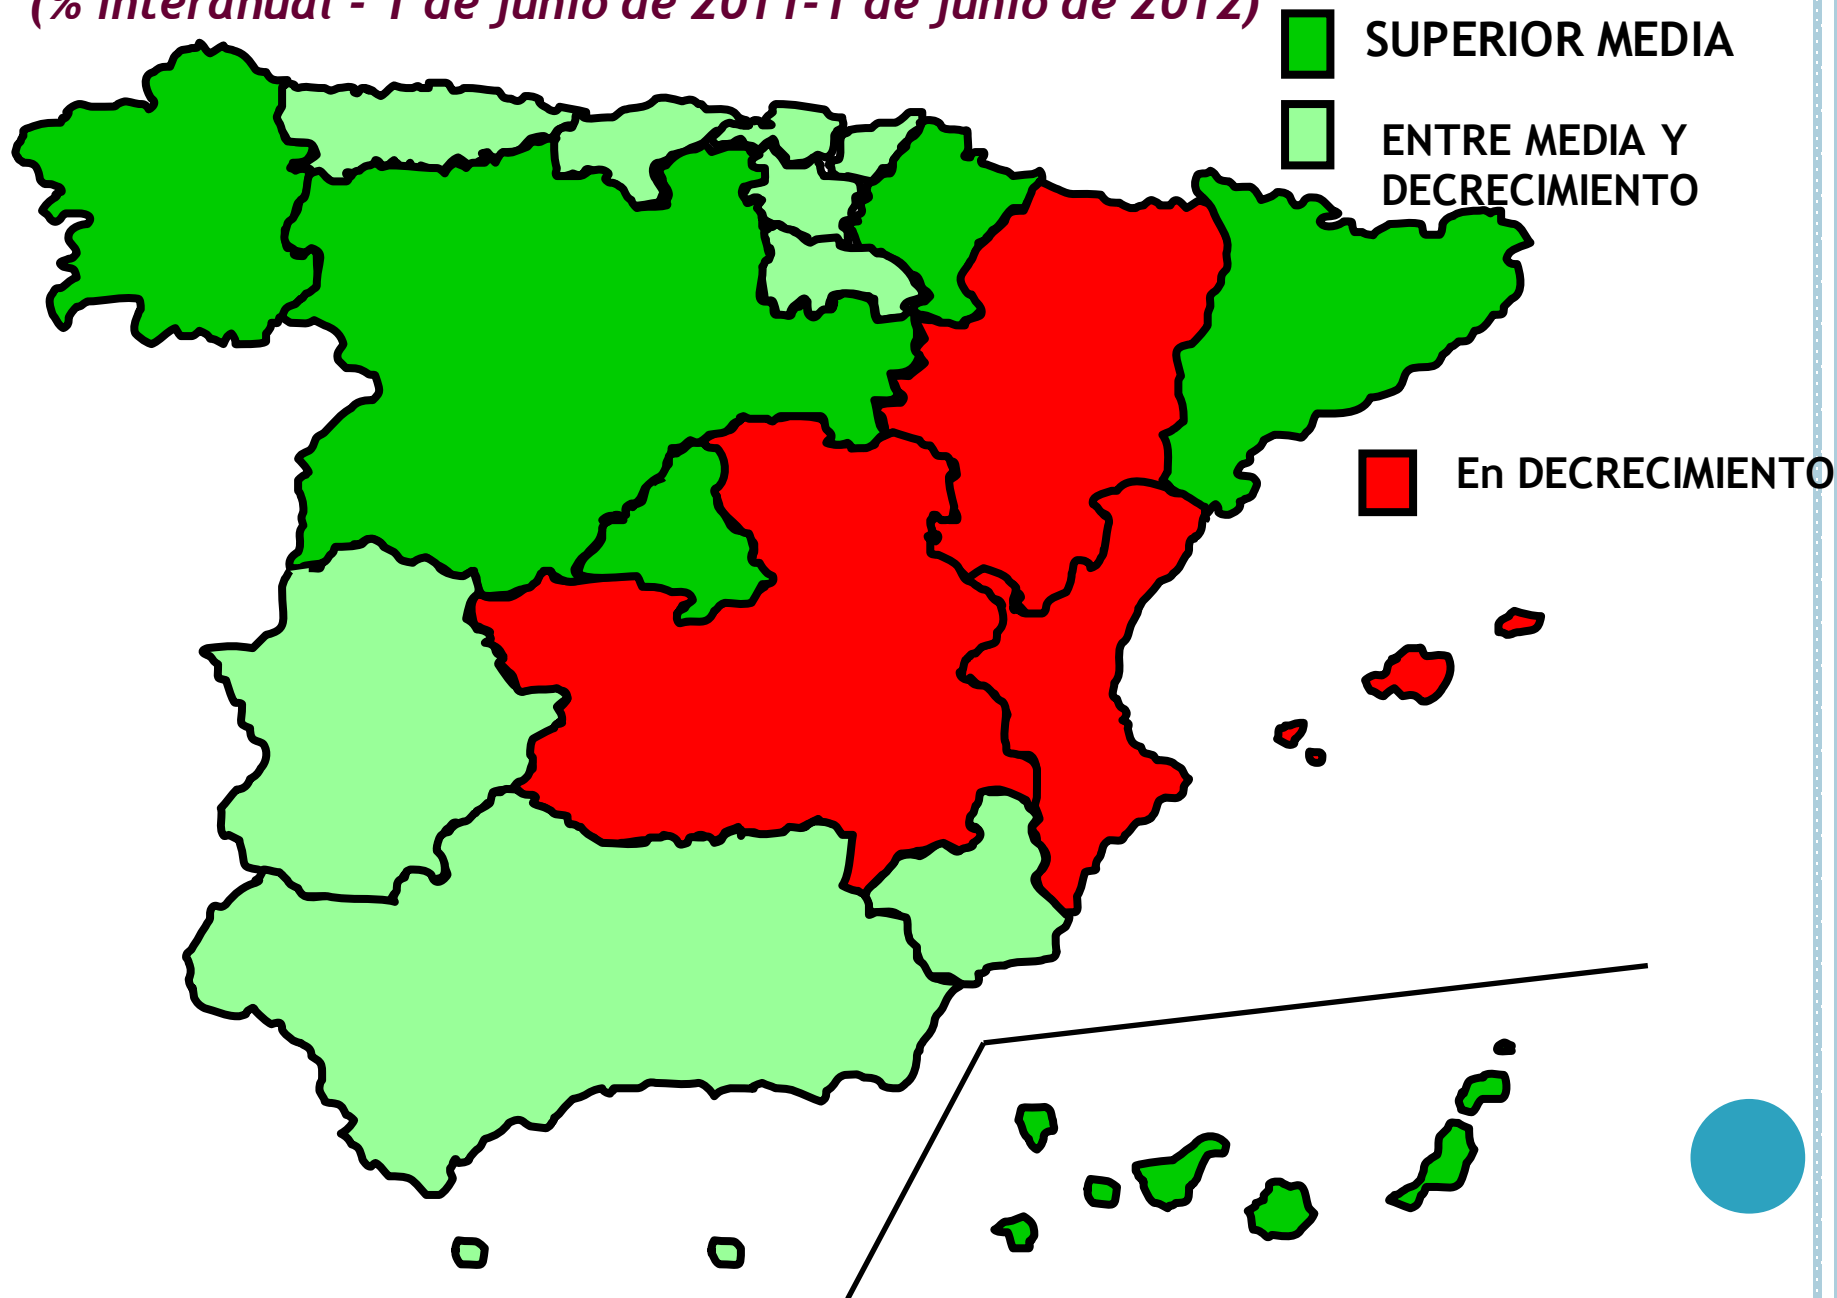 (% interanual - 1 de junio de 2011-1 de junio de 2012)
SUPERIOR MEDIA
ENTRE MEDIA Y
DECRECIMIENTO
En DECRECIMIENTO